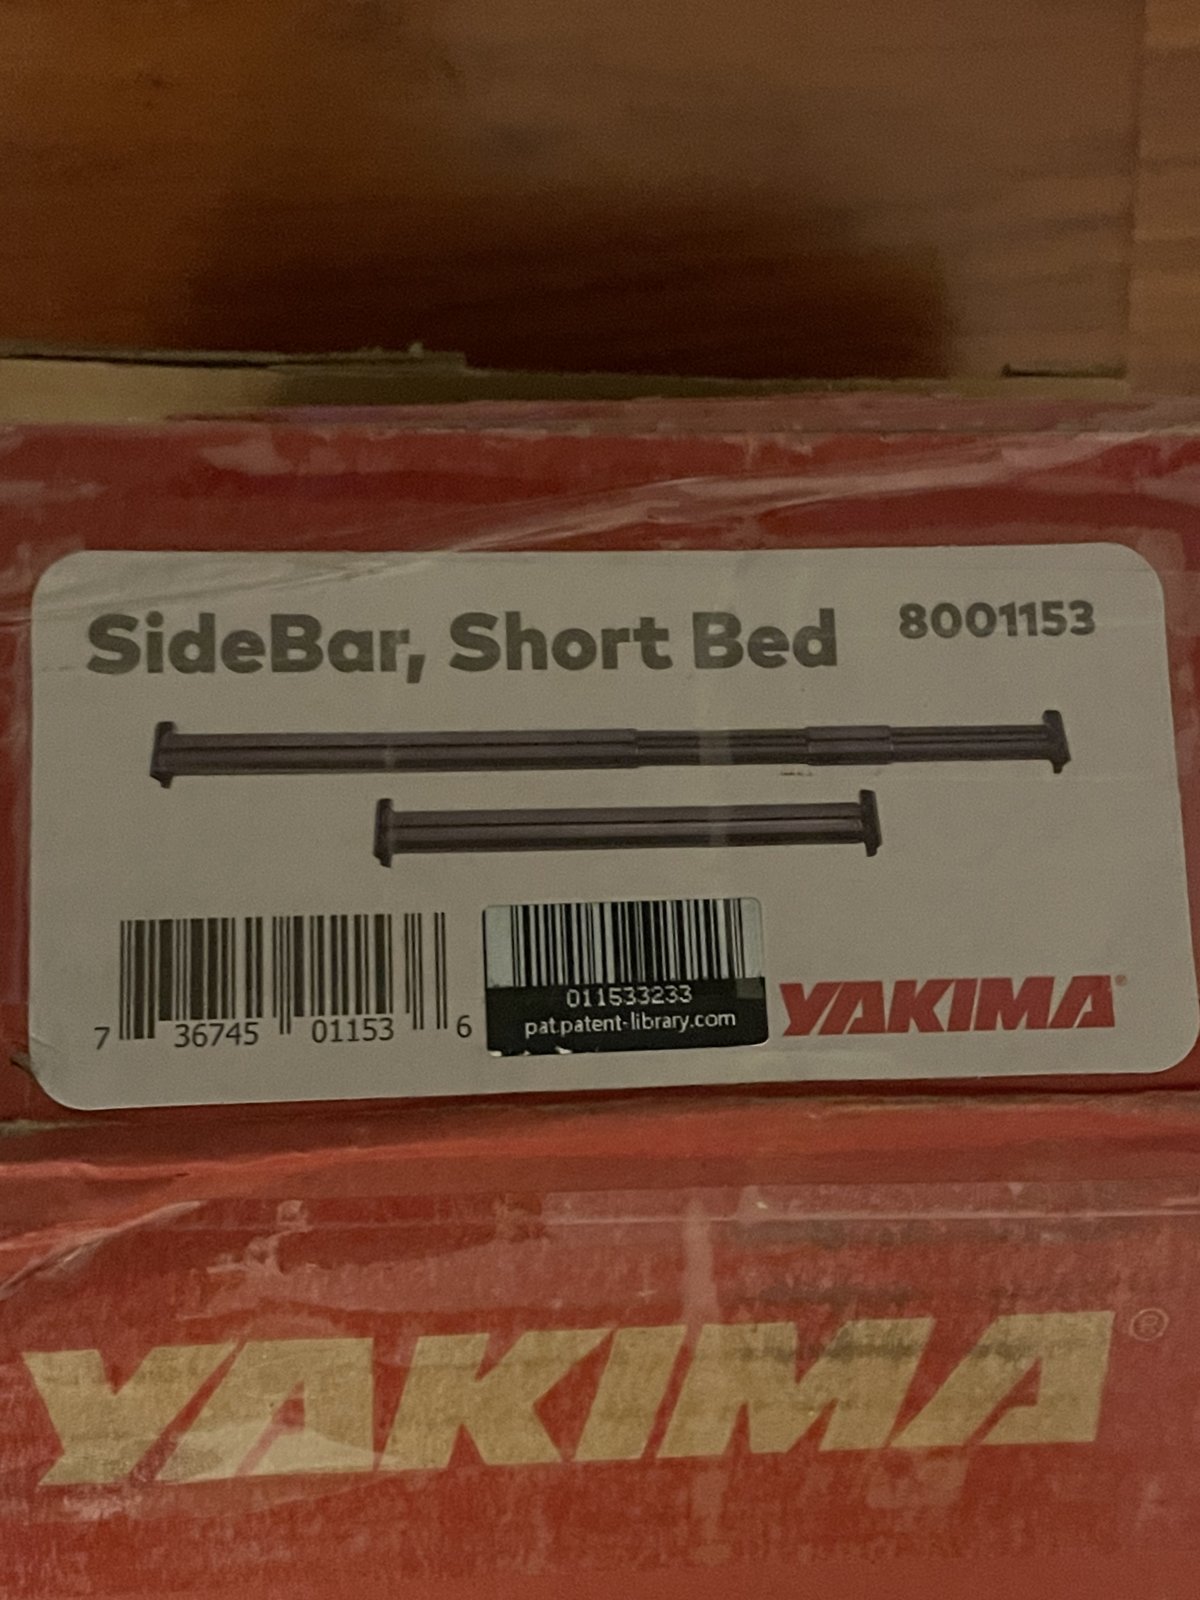 SideBar, Short Bed 8001153
7 36745 01153 6
011533233
pat.patent-library.com
YAKIMA®
YAKIMA®